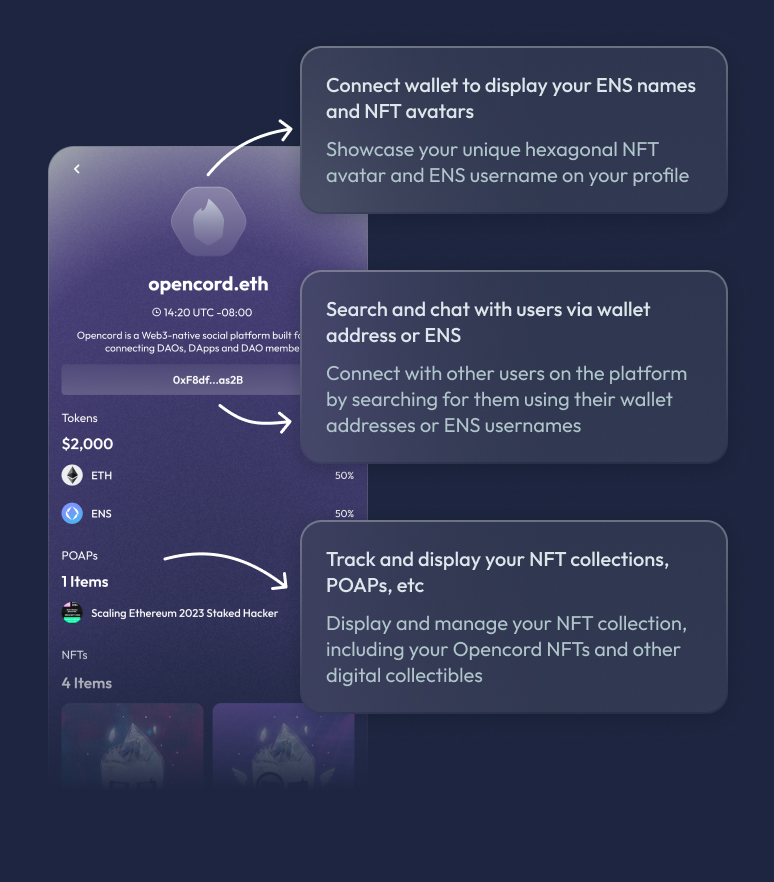 Connect wallet to display your ENS names
and NFT avatars
Showcase your unique hexagonal NFT
avatar and ENS username on your profile
opencord.eth
14:20 UTC -08:00
Opencord is a Web3-native social platform built fo
connecting DAOs, DApps and DAO membe
0xF8df...as2B
Search and chat with users via wallet
address or ENS
Connect with other users on the platform
by searching for them using their wallet
addresses or ENS usernames
Tokens
$2,000
ETH
50%
ENS
50%
POAPs
1 Items
Scaling Ethereum 2023 Staked Hacker
Track and display your NFT collections,
POAPs, etc
Display and manage your NFT collection,
including your Opencord NFTs and other
digital collectibles
NFTs
4 Items